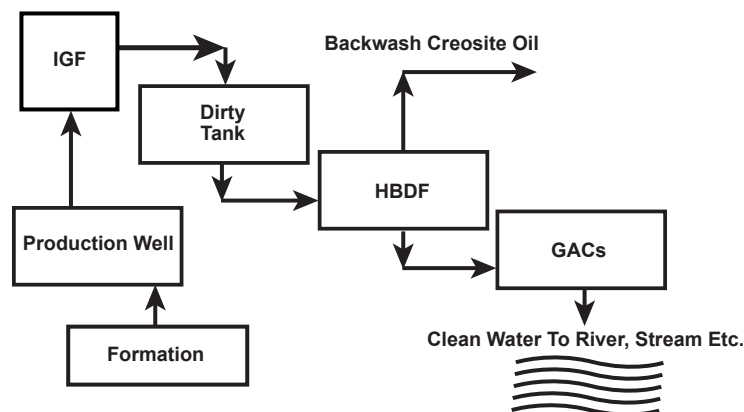 IGF
Backwash Creosite Oil
Dirty
Tank
HBDF
Production Well
GACs
Formation
Clean Water To River, Stream Etc.